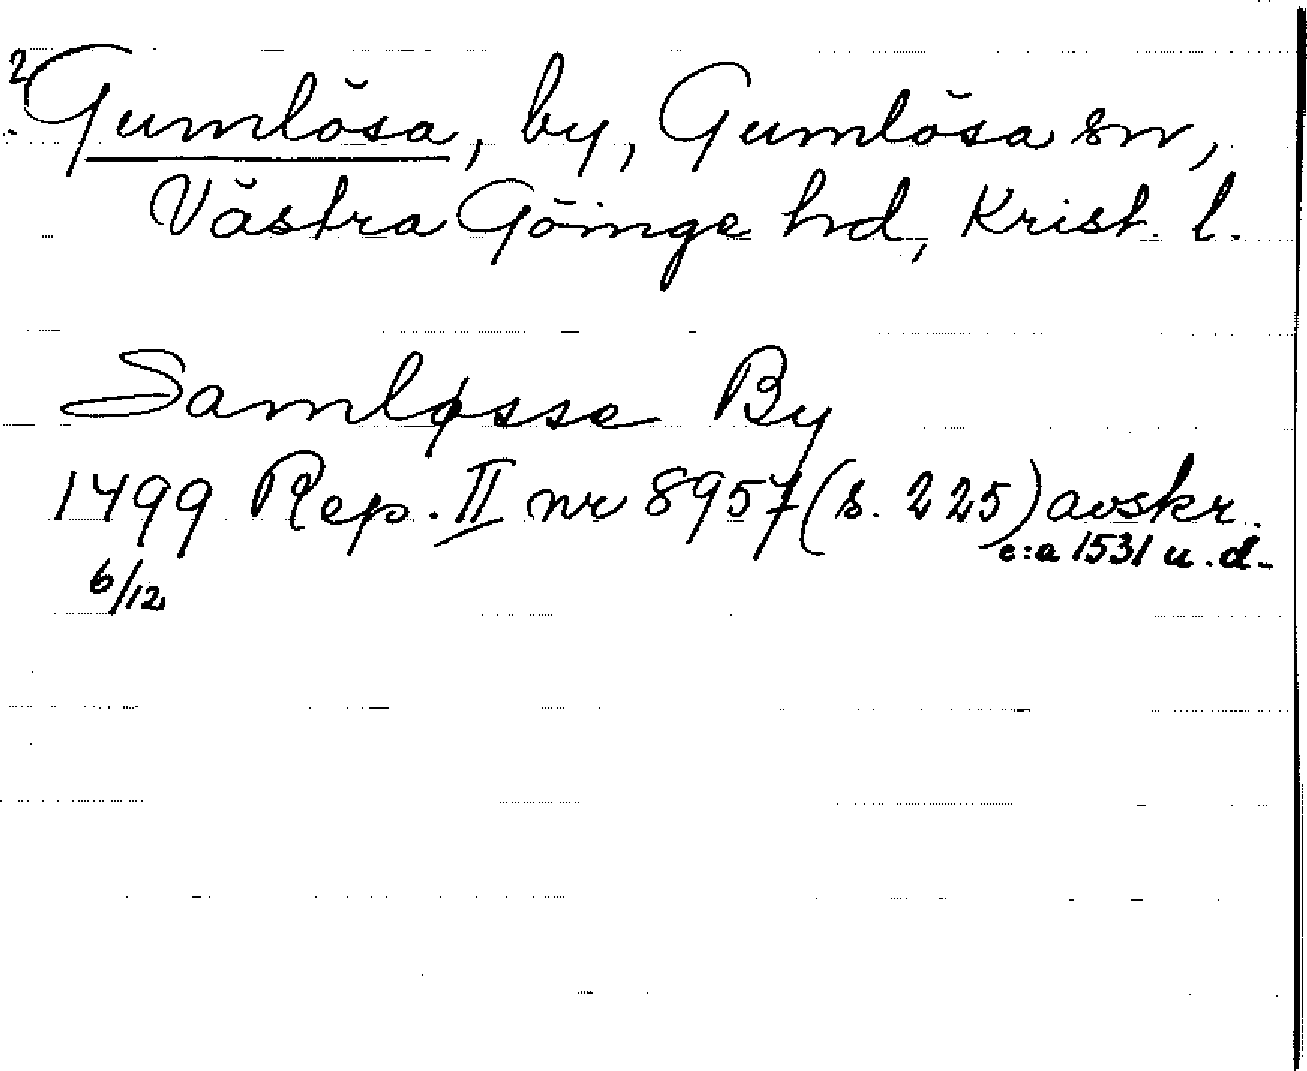 ? Gumlösa, by, Gumlösa sn,
Västra Göinge hd, Krist. l.
Samløsse By
1499 Rep. II nr 8957 (s. 225) avskr.
6/12 c:a 1531 u. d.